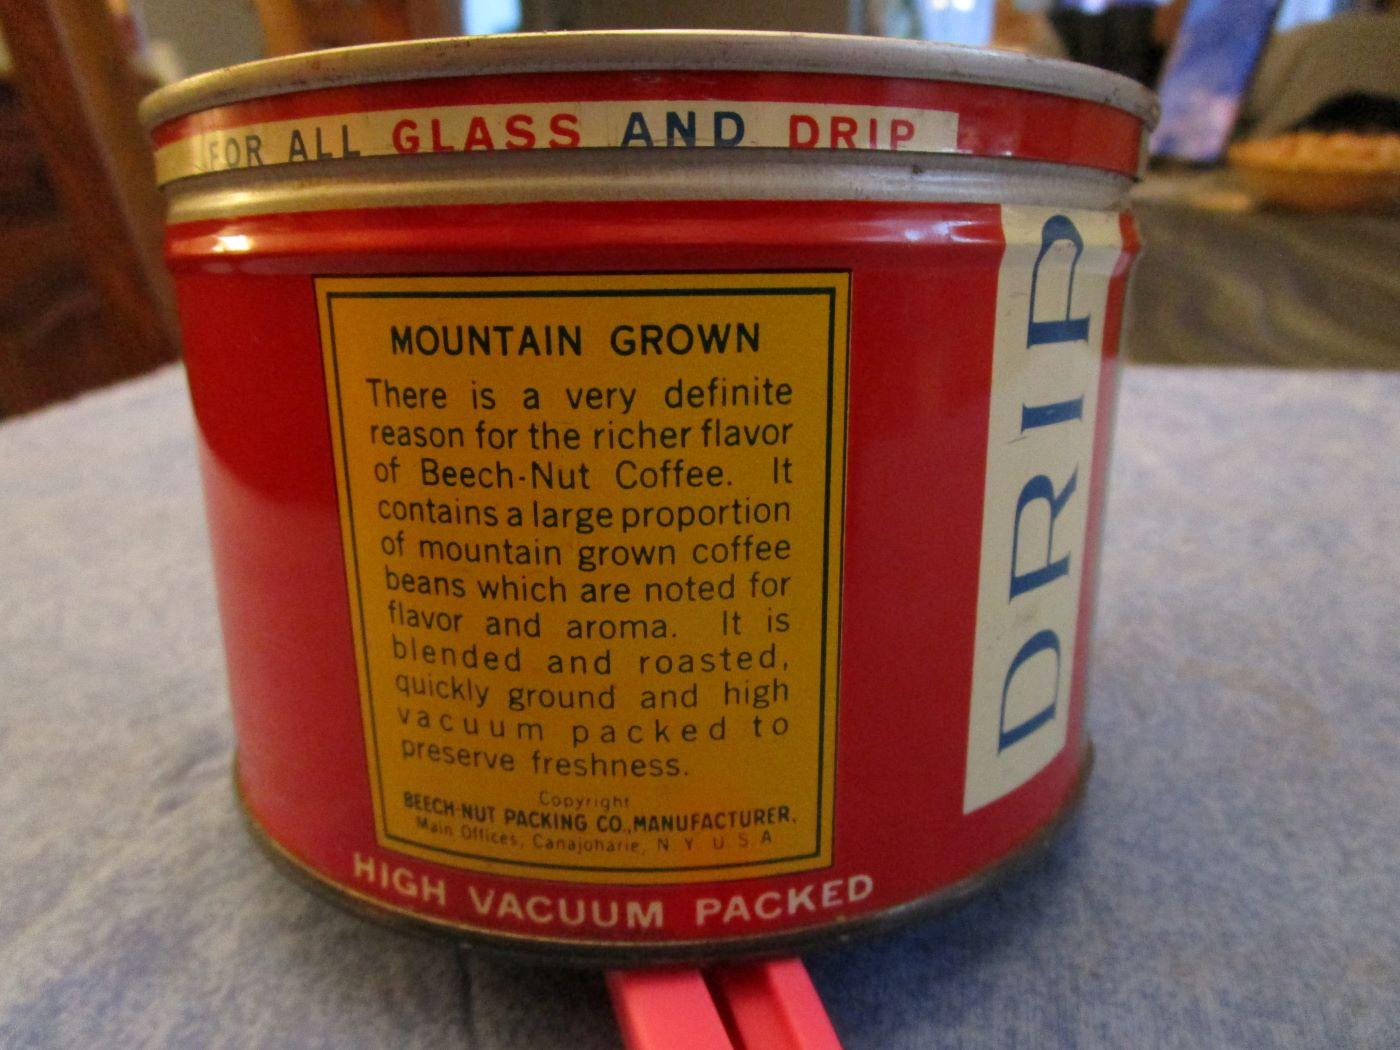 FOR ALL GLASS AND DRIP
MOUNTAIN GROWN
There is a very definite
reason for the richer flavor
of Beech-Nut Coffee. It
contains a large proportion
of mountain grown coffee
beans which are noted for
flavor and aroma. It is
blended and roasted,
quickly ground and high
vacuum packed to
preserve freshness.
Copyright
BEECH-NUT PACKING CO., MANUFACTURER.
Main Offices, Canajoharie, N Y U S A
HIGH VACUUM PACKED
DRIP